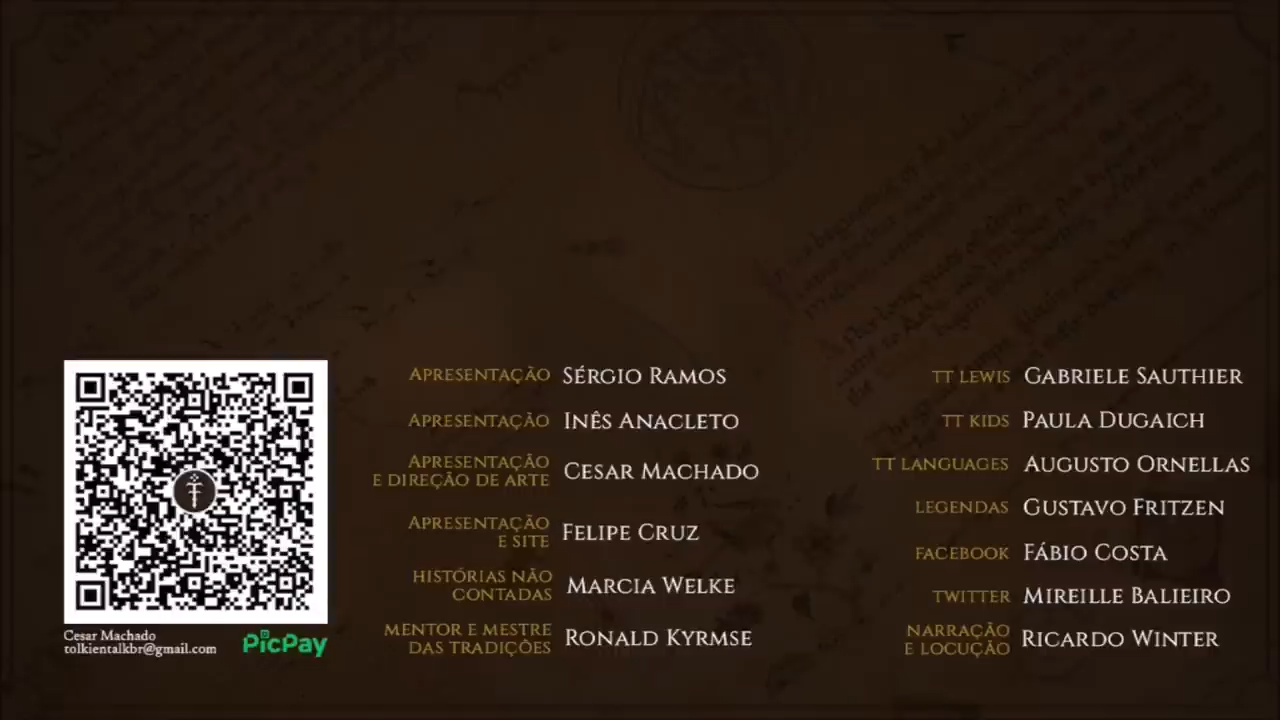 Cesar Machado
tolkientalkbr@gmail.com
PicPay
APRESENTAÇÃO SÉRGIO RAMOS
APRESENTAÇÃO INÊS ANACLETO
APRESENTAÇÃO
E DIREÇÃO DE ARTE CESAR MACHADO
APRESENTAÇÃO
E SITE FELIPE CRUZ
HISTÓRIAS NÃO
CONTADAS MARCIA WELKE
MENTOR E MESTRE
DAS TRADIÇÕES RONALD KYRMSE
TT LEWIS GABRIELE SAUTHIER
TT KIDS PAULA DUGAICH
TT LANGUAGES AUGUSTO ORNELLAS
LEGENDAS GUSTAVO FRITZEN
FACEBOOK FÁBIO COSTA
TWITTER MIREILLE BALIEIRO
NARRAÇÃO
E LOCUÇÃO RICARDO WINTER